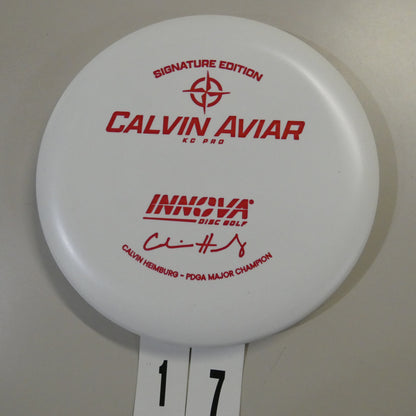 SIGNATURE EDITION
CALVIN AVIAR
KC PRO
INNOVA
DISC GOLF
CALVIN HEIMBURG – PDGA MAJOR CHAMPION
1 7